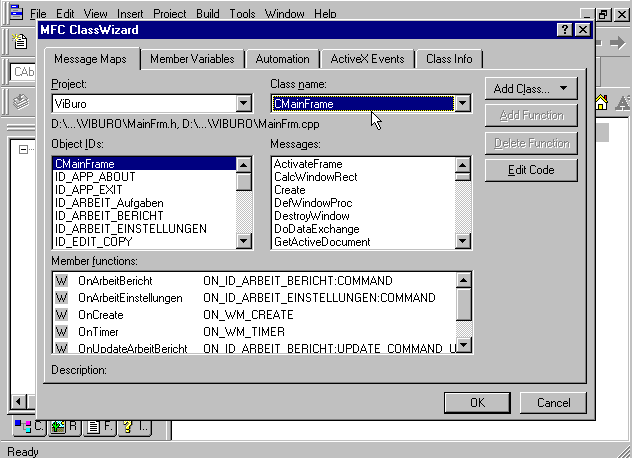 File Edit View Insert Project Build Tools Window Help
MFC ClassWizard
Message Maps Member Variables Automation ActiveX Events Class Info
Project: Class name:
ViBuro CMainFrame Add Class...
D:\...\VIBURO\MainFrm.h, D:\...\VIBURO\MainFrm.cpp Add Function
Object IDs: Messages: Delete Function
CMainFrame ActivateFrame Edit Code
ID_APP_ABOUT CalcWindowRect
ID_APP_EXIT Create
ID_ARBEIT_Aufgaben DefWindowProc
ID_ARBEIT_BERICHT DestroyWindow
ID_ARBEIT_EINSTELLUNGEN DoDataExchange
ID_EDIT_COPY GetActiveDocument
Member functions:
W OnArbeitBericht ON_ID_ARBEIT_BERICHT:COMMAND
W OnArbeitEinstellungen ON_ID_ARBEIT_EINSTELLUNGEN:COMMAND
W OnCreate ON_WM_CREATE
W OnTimer ON_WM_TIMER
W OnUpdateArbeitBericht ON_ID_ARBEIT_BERICHT:UPDATE_COMMAND_U
Description:
OK Cancel
C. R F. I..
Ready